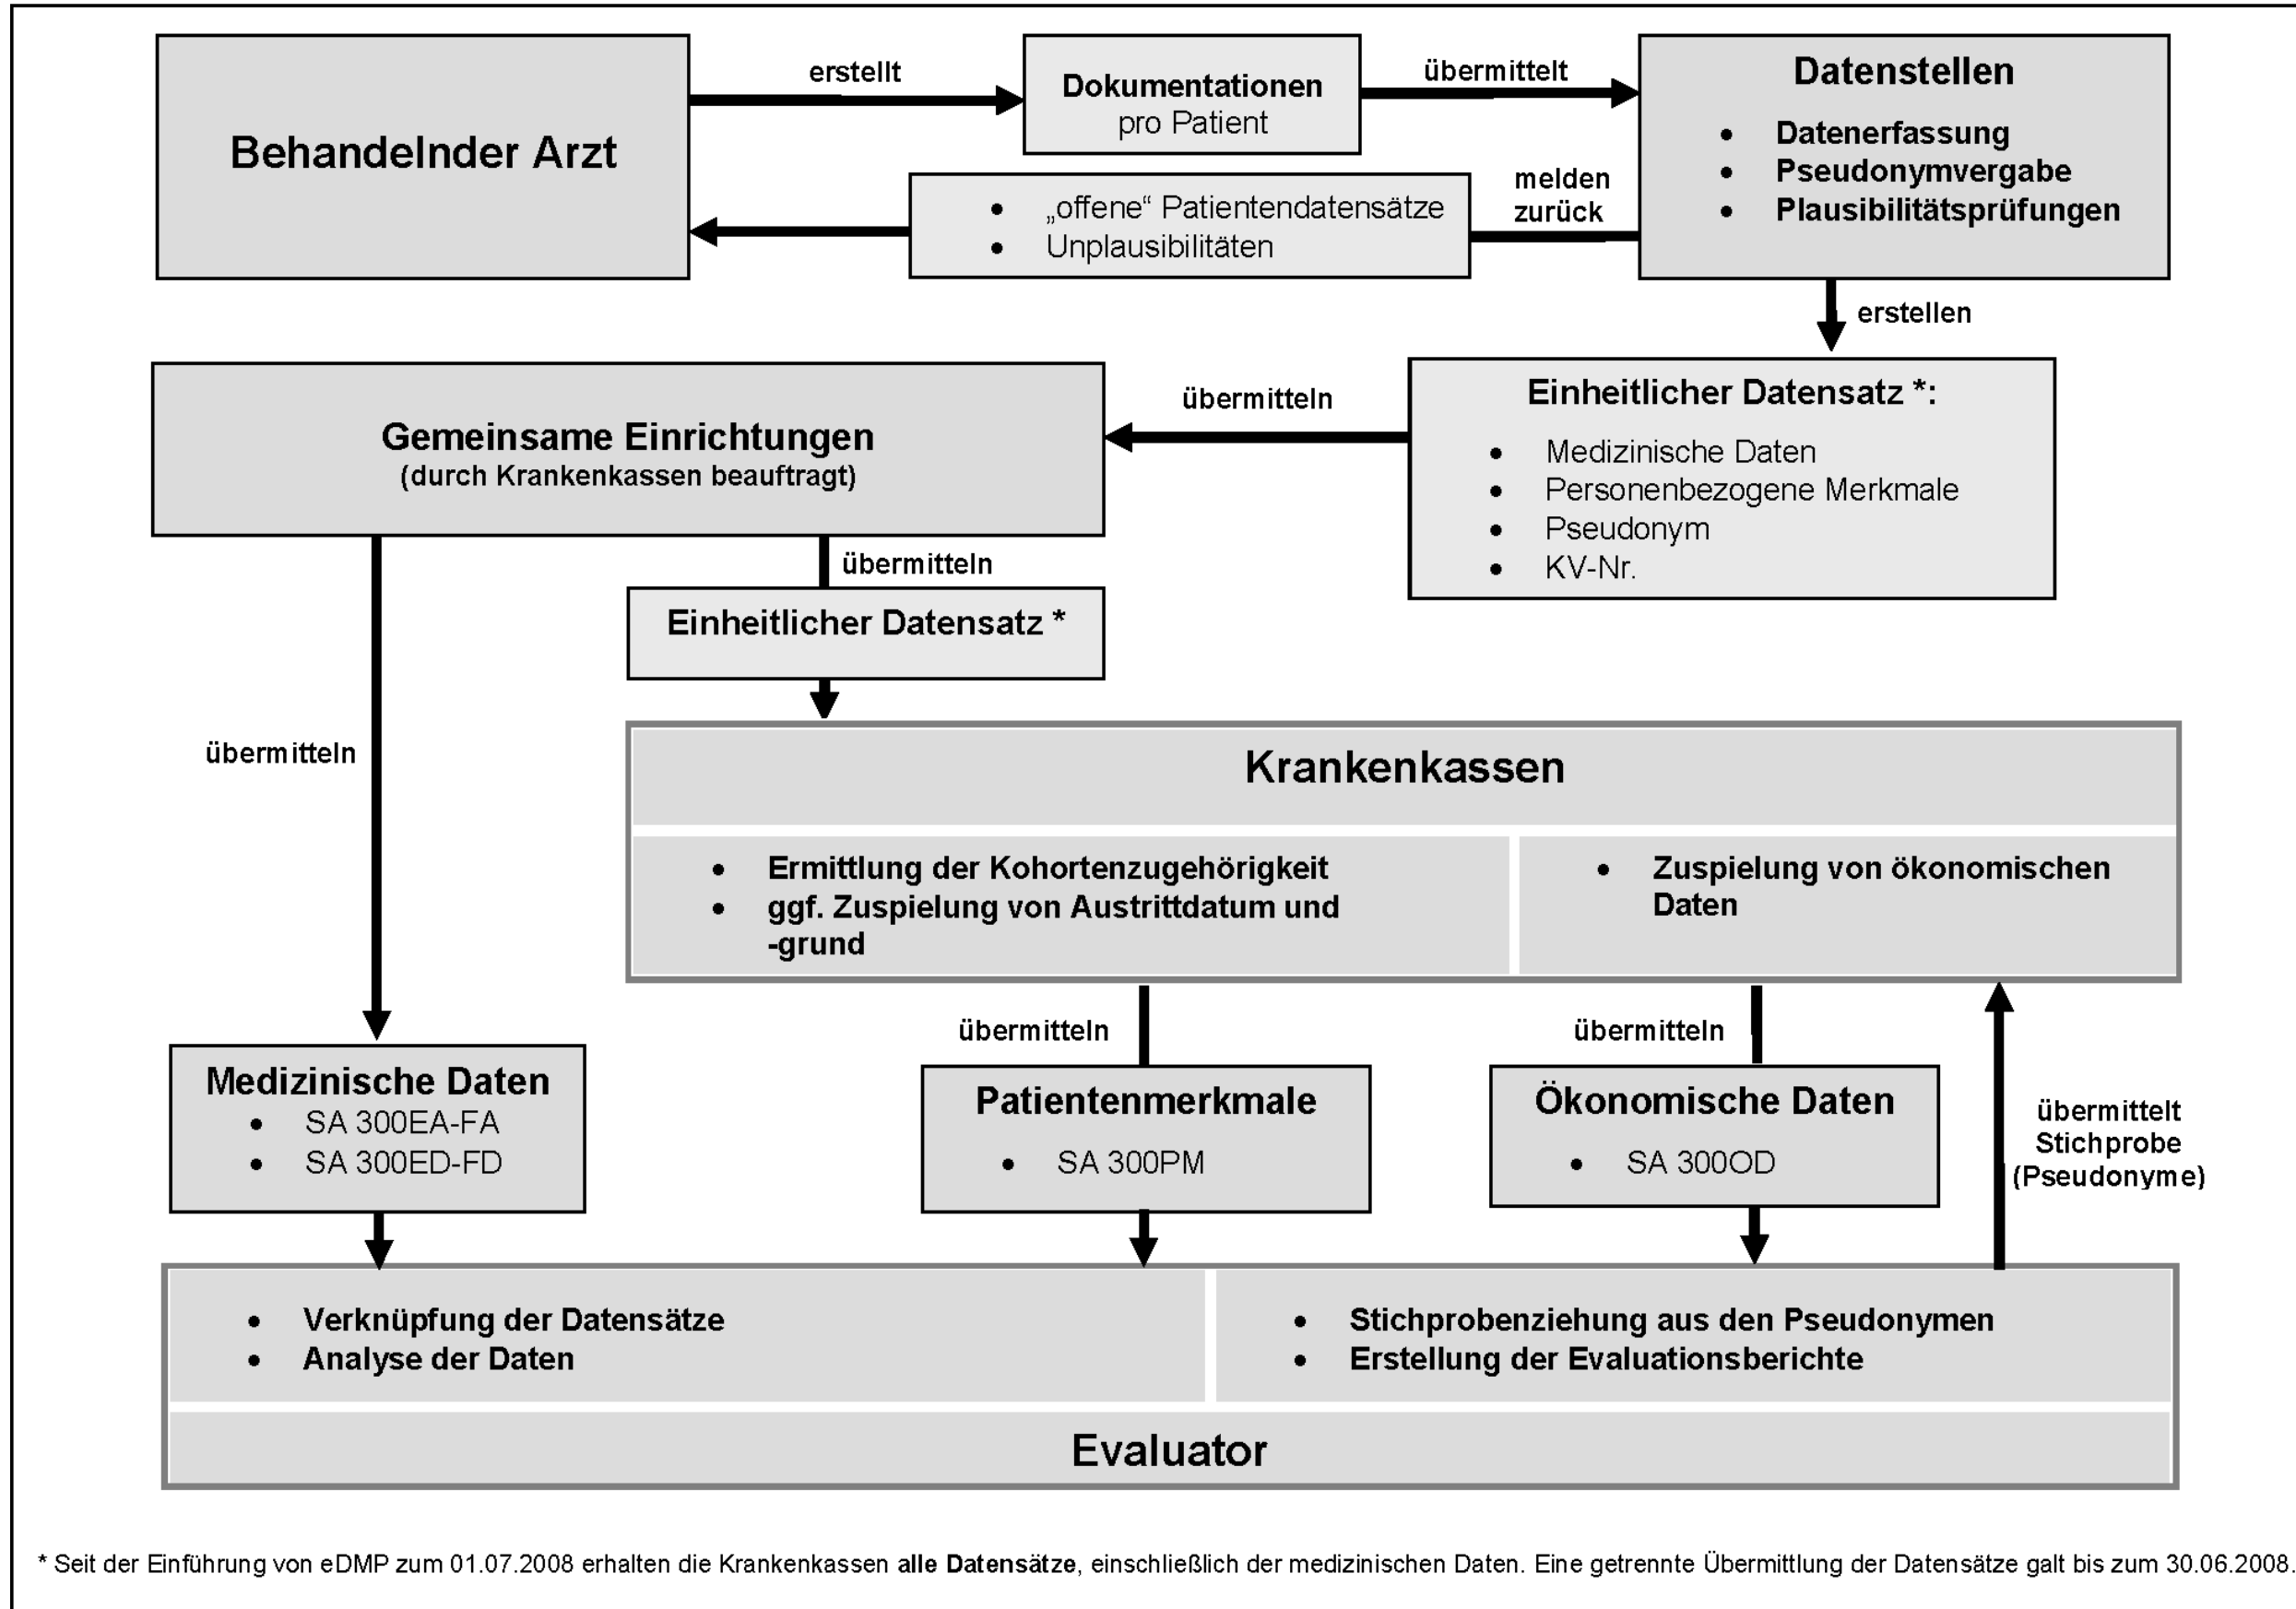 Behandelnder Arzt
erstellt
Dokumentationen
pro Patient
übermittelt
Datenstellen
• Datenerfassung
• Pseudonymvergabe
• Plausibilitätsprüfungen
melden
zurück
• „offene“ Patientendatensätze
• Unplausibilitäten
erstellen
Einheitlicher Datensatz *:
• Medizinische Daten
• Personenbezogene Merkmale
• Pseudonym
• KV-Nr.
übermitteln
Gemeinsame Einrichtungen
(durch Krankenkassen beauftragt)
übermitteln
Einheitlicher Datensatz *
übermitteln
Krankenkassen
• Ermittlung der Kohortenzugehörigkeit
• ggf. Zuspielung von Austrittdatum und
-grund
• Zuspielung von ökonomischen
Daten
übermitteln
übermitteln
Medizinische Daten
• SA 300EA-FA
• SA 300ED-FD
Patientenmerkmale
• SA 300PM
Ökonomische Daten
• SA 300OD
übermittelt
Stichprobe
(Pseudonyme)
• Verknüpfung der Datensätze
• Analyse der Daten
• Stichprobenziehung aus den Pseudonymen
• Erstellung der Evaluationsberichte
Evaluator
* Seit der Einführung von eDMP zum 01.07.2008 erhalten die Krankenkassen alle Datensätze, einschließlich der medizinischen Daten. Eine getrennte Übermittlung der Datensätze galt bis zum 30.06.2008.